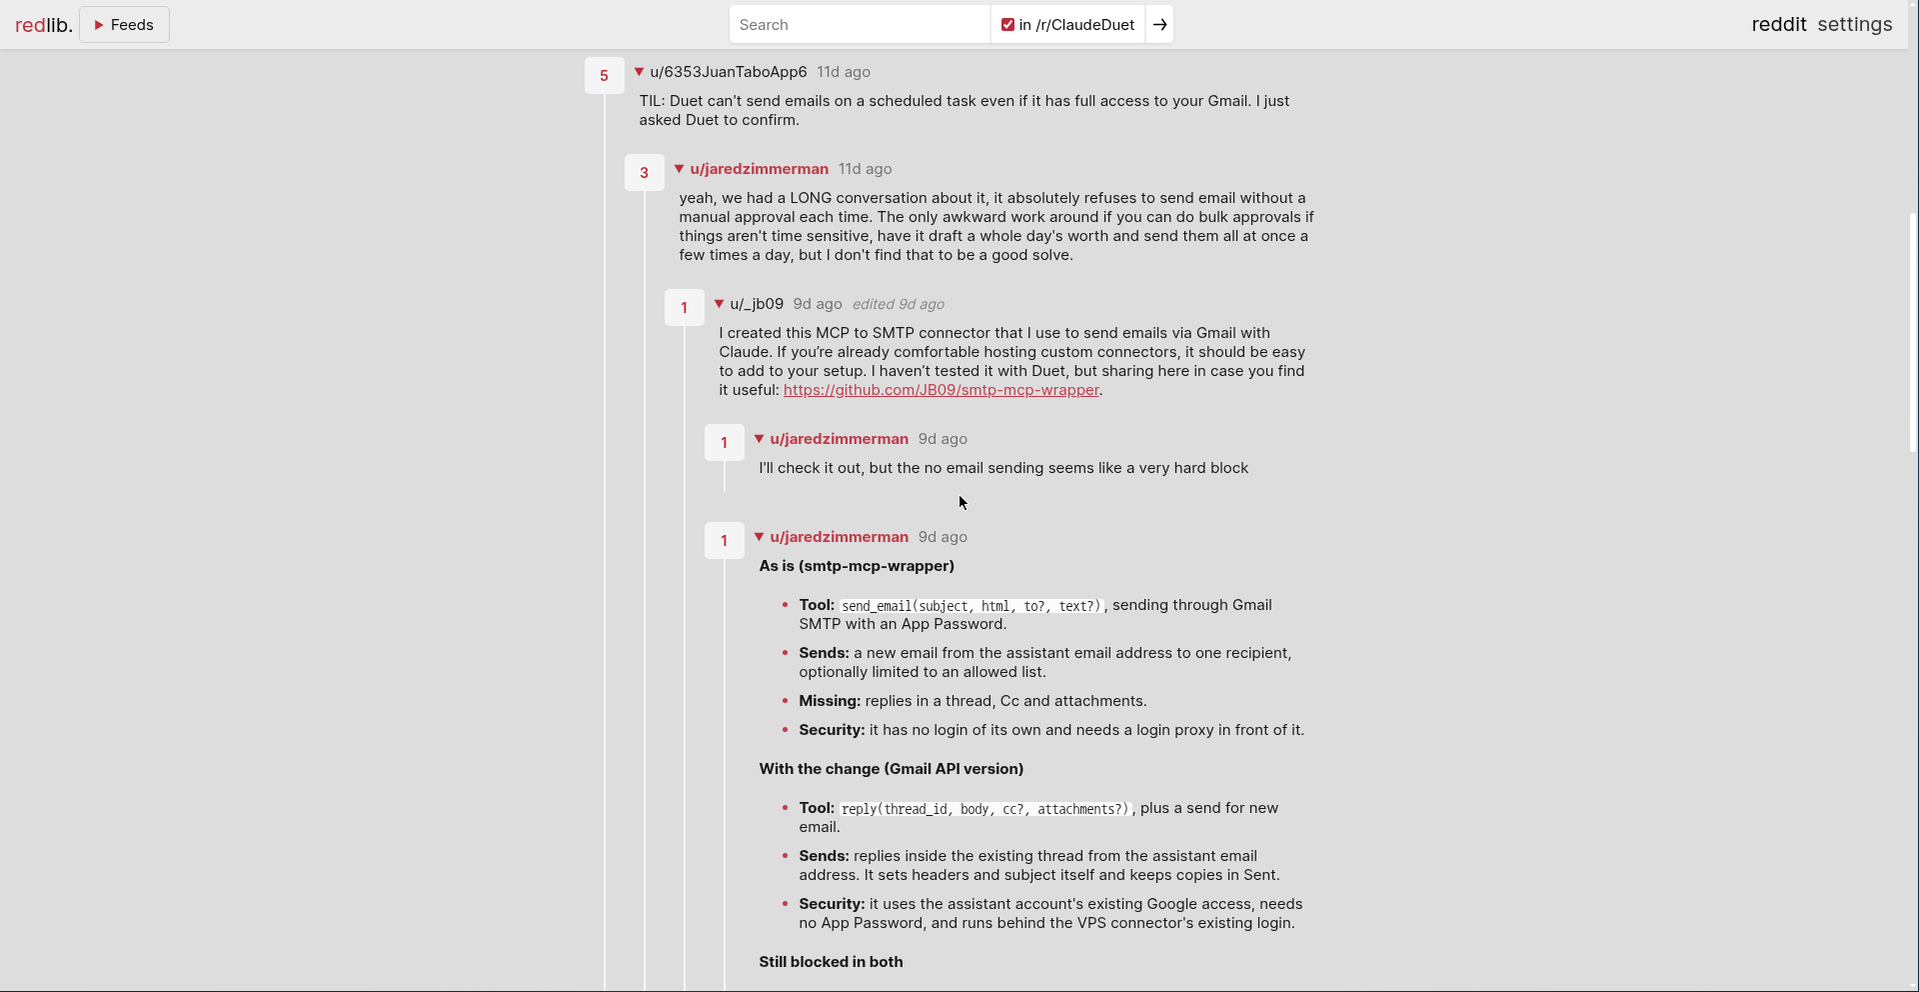 redlib.
Feeds
Search
in /r/ClaudeDuet
→
reddit settings
5
u/6353JuanTaboApp6 11d ago
TIL: Duet can't send emails on a scheduled task even if it has full access to your Gmail. I just
asked Duet to confirm.
3
u/jaredzimmerman 11d ago
yeah, we had a LONG conversation about it, it absolutely refuses to send email without a
manual approval each time. The only awkward work around if you can do bulk approvals if
things aren't time sensitive, have it draft a whole day's worth and send them all at once a
few times a day, but I don't find that to be a good solve.
1
u/_jb09 9d ago edited 9d ago
I created this MCP to SMTP connector that I use to send emails via Gmail with
Claude. If you’re already comfortable hosting custom connectors, it should be easy
to add to your setup. I haven’t tested it with Duet, but sharing here in case you find
it useful: https://github.com/JB09/smtp-mcp-wrapper.
1
u/jaredzimmerman 9d ago
I'll check it out, but the no email sending seems like a very hard block
1
u/jaredzimmerman 9d ago
As is (smtp-mcp-wrapper)
• Tool: send_email(subject, html, to?, text?), sending through Gmail
SMTP with an App Password.
• Sends: a new email from the assistant email address to one recipient,
optionally limited to an allowed list.
• Missing: replies in a thread, Cc and attachments.
• Security: it has no login of its own and needs a login proxy in front of it.
With the change (Gmail API version)
• Tool: reply(thread_id, body, cc?, attachments?), plus a send for new
email.
• Sends: replies inside the existing thread from the assistant email
address. It sets headers and subject itself and keeps copies in Sent.
• Security: it uses the assistant account's existing Google access, needs
no App Password, and runs behind the VPS connector's existing login.
Still blocked in both